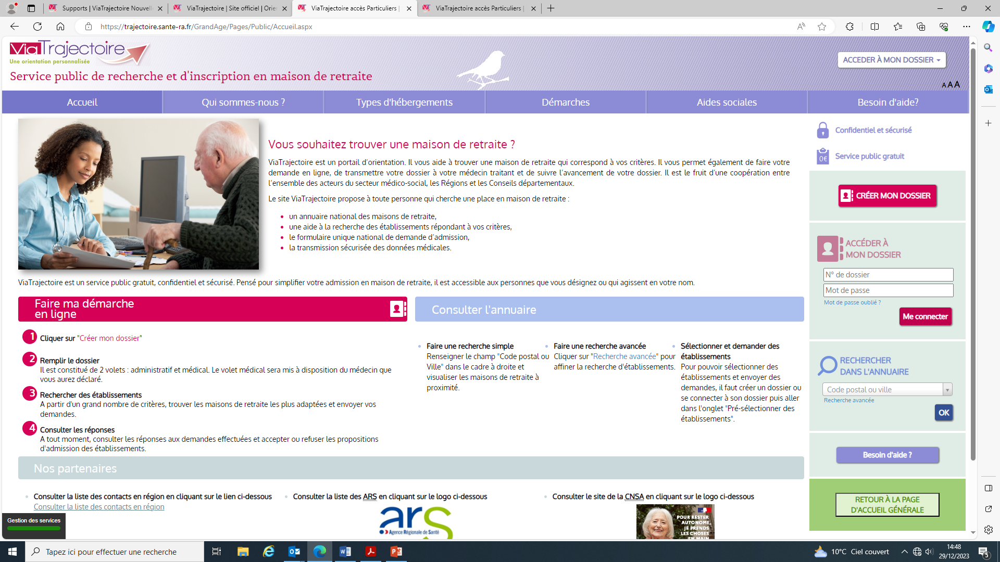 Supports | ViaTrajectoire Nouvell
ViaTrajectoire | Site officiel | Orie
ViaTrajectoire accès Particuliers |
ViaTrajectoire accès Particuliers |
https://trajectoire.sante-ra.fr/GrandAge/Pages/Public/Accueil.aspx
ViaTrajectoire
Une orientation personnalisée
Service public de recherche et d'inscription en maison de retraite
ACCEDER À MON DOSSIER
A A A
Accueil
Qui sommes-nous ?
Types d'hébergements
Démarches
Aides sociales
Besoin d'aide?
Vous souhaitez trouver une maison de retraite ?
ViaTrajectoire est un portail d’orientation. Il vous aide à trouver une maison de retraite qui correspond à vos critères. Il vous permet également de faire votre
demande en ligne, de transmettre votre dossier à votre médecin traitant et de suivre l’avancement de votre dossier. Il est le fruit d’une coopération entre
l’ensemble des acteurs du secteur médico-social, les Régions et les Conseils départementaux.
Le site ViaTrajectoire propose à toute personne qui cherche une place en maison de retraite :
un annuaire national des maisons de retraite,
une aide à la recherche des établissements répondant à vos critères,
le formulaire unique national de demande d’admission,
la transmission sécurisée des données médicales.
ViaTrajectoire est un service public gratuit, confidentiel et sécurisé. Pensé pour simplifier votre admission en maison de retraite, il est accessible aux personnes que vous désignez ou qui agissent en votre nom.
Faire ma démarche
en ligne
1 Cliquer sur "Créer mon dossier"
2 Remplir le dossier
Il est constitué de 2 volets : administratif et médical. Le volet médical sera mis à disposition du médecin que
vous aurez déclaré.
3 Rechercher des établissements
A partir d'un grand nombre de critères, trouver les maisons de retraite les plus adaptées et envoyer vos
demandes.
4 Consulter les réponses
A tout moment, consulter les réponses aux demandes effectuées et accepter ou refuser les propositions
d'admission des établissements.
Consulter l'annuaire
Faire une recherche simple
Renseigner le champ "Code postal ou
Ville" dans le cadre à droite et
visualiser les maisons de retraite à
proximité.
Faire une recherche avancée
Cliquer sur "Recherche avancée" pour
affiner la recherche d'établissements.
Sélectionner et demander des
établissements
Pour pouvoir sélectionner des
établissements et envoyer des
demandes, il faut créer un dossier ou
se connecter à son dossier puis aller
dans l'onglet "Pré-sélectionner des
établissements".
Nos partenaires
Consulter la liste des contacts en région en cliquant sur le lien ci-dessous
Consulter la liste des contacts en région
Consulter la liste des ARS en cliquant sur le logo ci-dessous
ars
Agence Régionale de Santé
Consulter le site de la CNSA en cliquant sur le logo ci-dessous
POUR RESTER
AUTONOME,
JE PRENDS
LES CHOSES
EN MAIN
Confidentiel et sécurisé
0€ Service public gratuit
CRÉER MON DOSSIER
ACCÉDER À
MON DOSSIER
N° de dossier
Mot de passe
Mot de passe oublié ?
Me connecter
RECHERCHER
DANS L'ANNUAIRE
Code postal ou ville
Recherche avancée
OK
Besoin d'aide ?
RETOUR À LA PAGE
D'ACCUEIL GÉNÉRALE
Gestion des services
Tapez ici pour effectuer une recherche
10°C Ciel couvert
14:48
29/12/2023
5